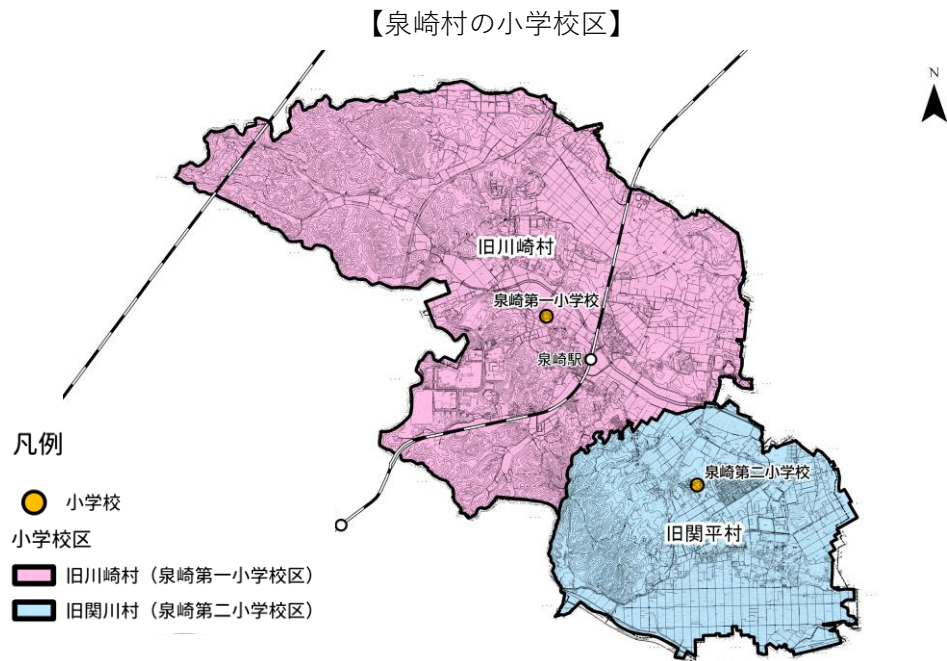 【泉崎村の小学校区】
N
旧川崎村
泉崎第一小学校
泉崎駅
凡例
小学校
小学校区
旧川崎村（泉崎第一小学校区）
旧関川村（泉崎第二小学校区）
泉崎第二小学校
旧関平村